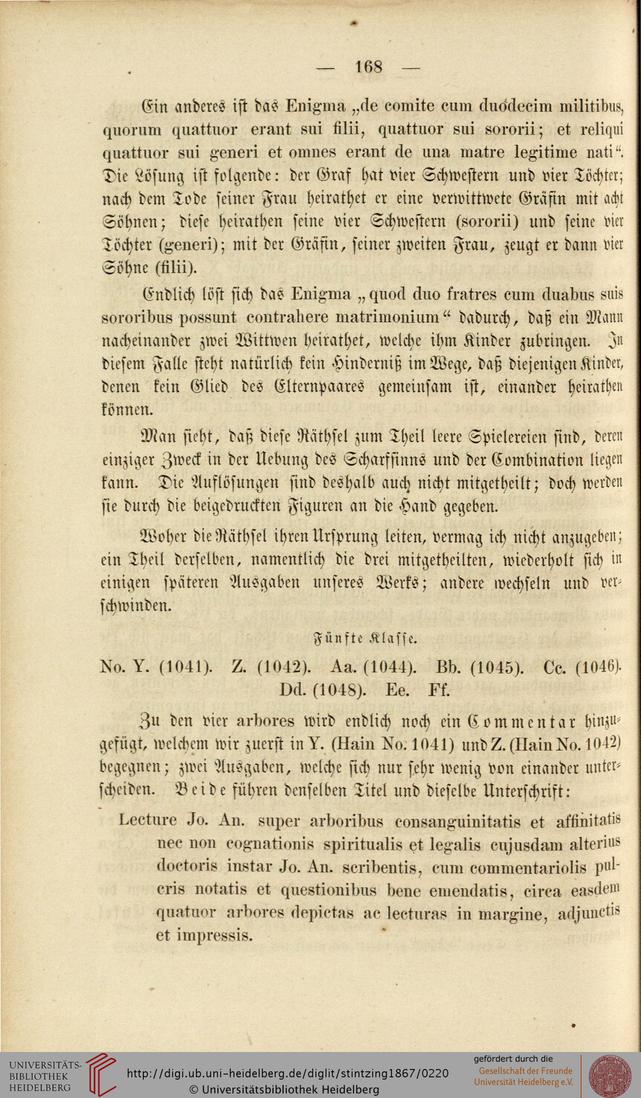 — 168 —
Ein anderes ist das Enigma „de comite cum duodecim militibus,
quorum quattuor erant sui filii, quattuor sui sororii; et reliqui
quattuor sui generi et omnes erant de una matre legitime nati“.
Die Lösung ist folgende: der Graf hat vier Schwestern und vier Töchter;
nach dem Tode seiner Frau heirathet er eine verwittwete Gräfin mit acht
Söhnen; diese heirathen seine vier Schwestern (sororii) und seine vier
Töchter (generi); mit der Gräfin, seiner zweiten Frau, zeugt er dann vier
Söhne (filii).
Endlich löst sich das Enigma „quod duo fratres cum duabus suis
sororibus possunt contrahere matrimonium“ dadurch, daß ein Mann
nacheinander zwei Wittwen heirathet, welche ihm Kinder zubringen. In
diesem Falle steht natürlich kein Hinderniß im Wege, daß diejenigen Kinder,
denen kein Glied des Elternpaares gemeinsam ist, einander heirathen
können.
Man sieht, daß diese Räthsel zum Theil leere Spielereien sind, deren
einziger Zweck in der Uebung des Scharfsinns und der Combination liegen
kann. Die Auflösungen sind deshalb auch nicht mitgetheilt; doch werden
sie durch die beigedruckten Figuren an die Hand gegeben.
Woher die Räthsel ihren Ursprung leiten, vermag ich nicht anzugeben;
ein Theil derselben, namentlich die drei mitgetheilten, wiederholt sich in
einigen späteren Ausgaben unseres Werks; andere wechseln und ver-
schwinden.
Fünfte Klasse.
No. Y. (1041). Z. (1042). Aa. (1044). Bb. (1045). Cc. (1046).
Dd. (1048). Ee. Ff.
Zu den vier arbores wird endlich noch ein Commentar hinzu-
gefügt, welchem wir zuerst in Y. (Hain No. 1041) und Z. (Hain No. 1042)
begegnen; zwei Ausgaben, welche sich nur sehr wenig von einander unter-
scheiden. Beide führen denselben Titel und dieselbe Unterschrift:
Lecture Jo. An. super arboribus consanguinitatis et affinitatis
nec non cognationis spiritualis et legalis cujusdam alterius
doctoris instar Jo. An. scribentis, cum commentariolis pul-
cris notatis et questionibus bene emendatis, circa easdem
quatuor arbores depictas ac lecturas in margine, adjunctis
et impressis.
UNIVERSITÄTS-
BIBLIOTHEK
HEIDELBERG
http://digi.ub.uni-heidelberg.de/diglit/stintzing1867/0220
© Universitätsbibliothek Heidelberg
gefördert durch die
Gesellschaft der Freunde
Universität Heidelberg e.V.